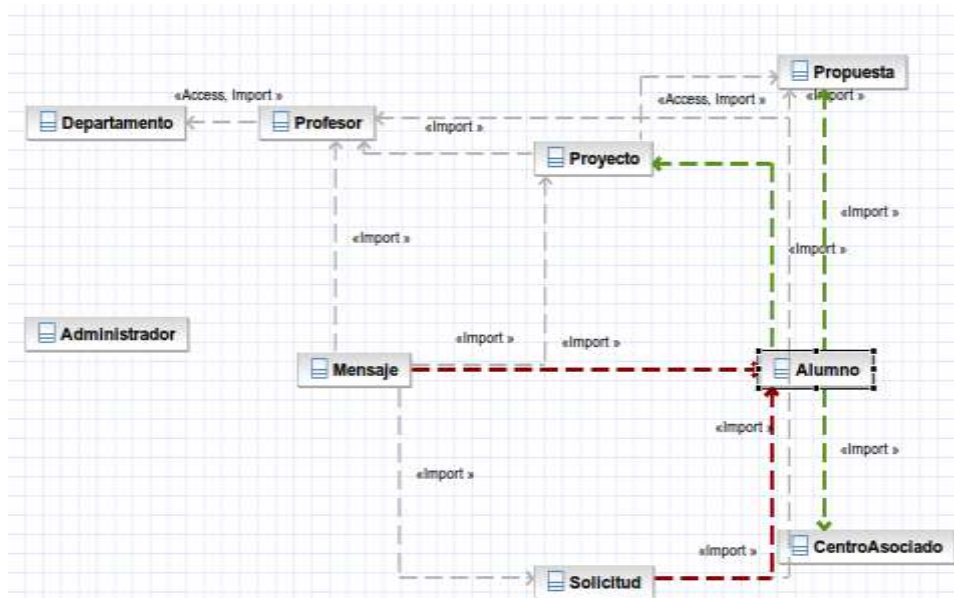 Propuesta
«Access, Import »
«Access, Import »
«Import »
Departamento
Profesor
«Import »
Proyecto
«Import »
«Import »
«Import »
Administrador
«Import »
«Import »
Mensaje
Alumno
«Import »
«Import »
«Import »
«Import »
CentroAsociado
Solicitud